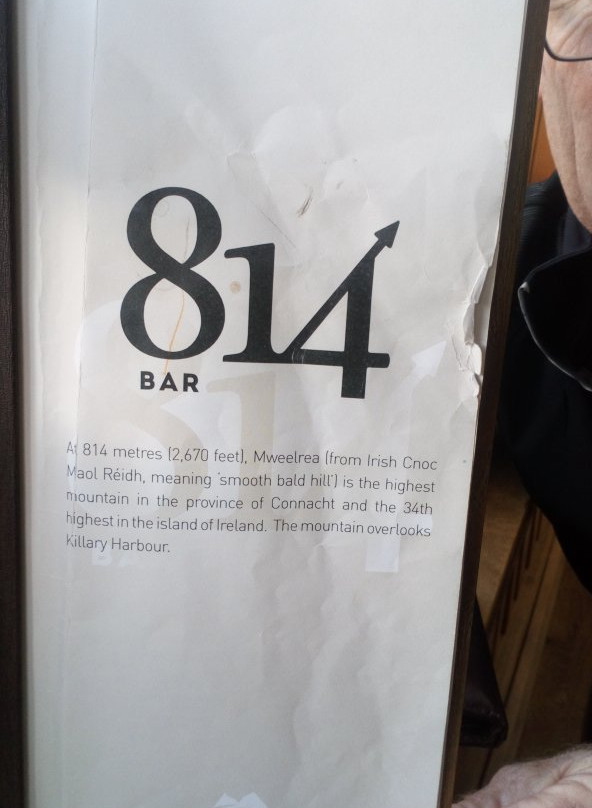 814
BAR
At 814 metres (2,670 feet), Mweelrea (from Irish Cnoc
Maol Réidh, meaning 'smooth bald hill') is the highest
mountain in the province of Connacht and the 34th
highest in the island of Ireland. The mountain overlooks
Killary Harbour.